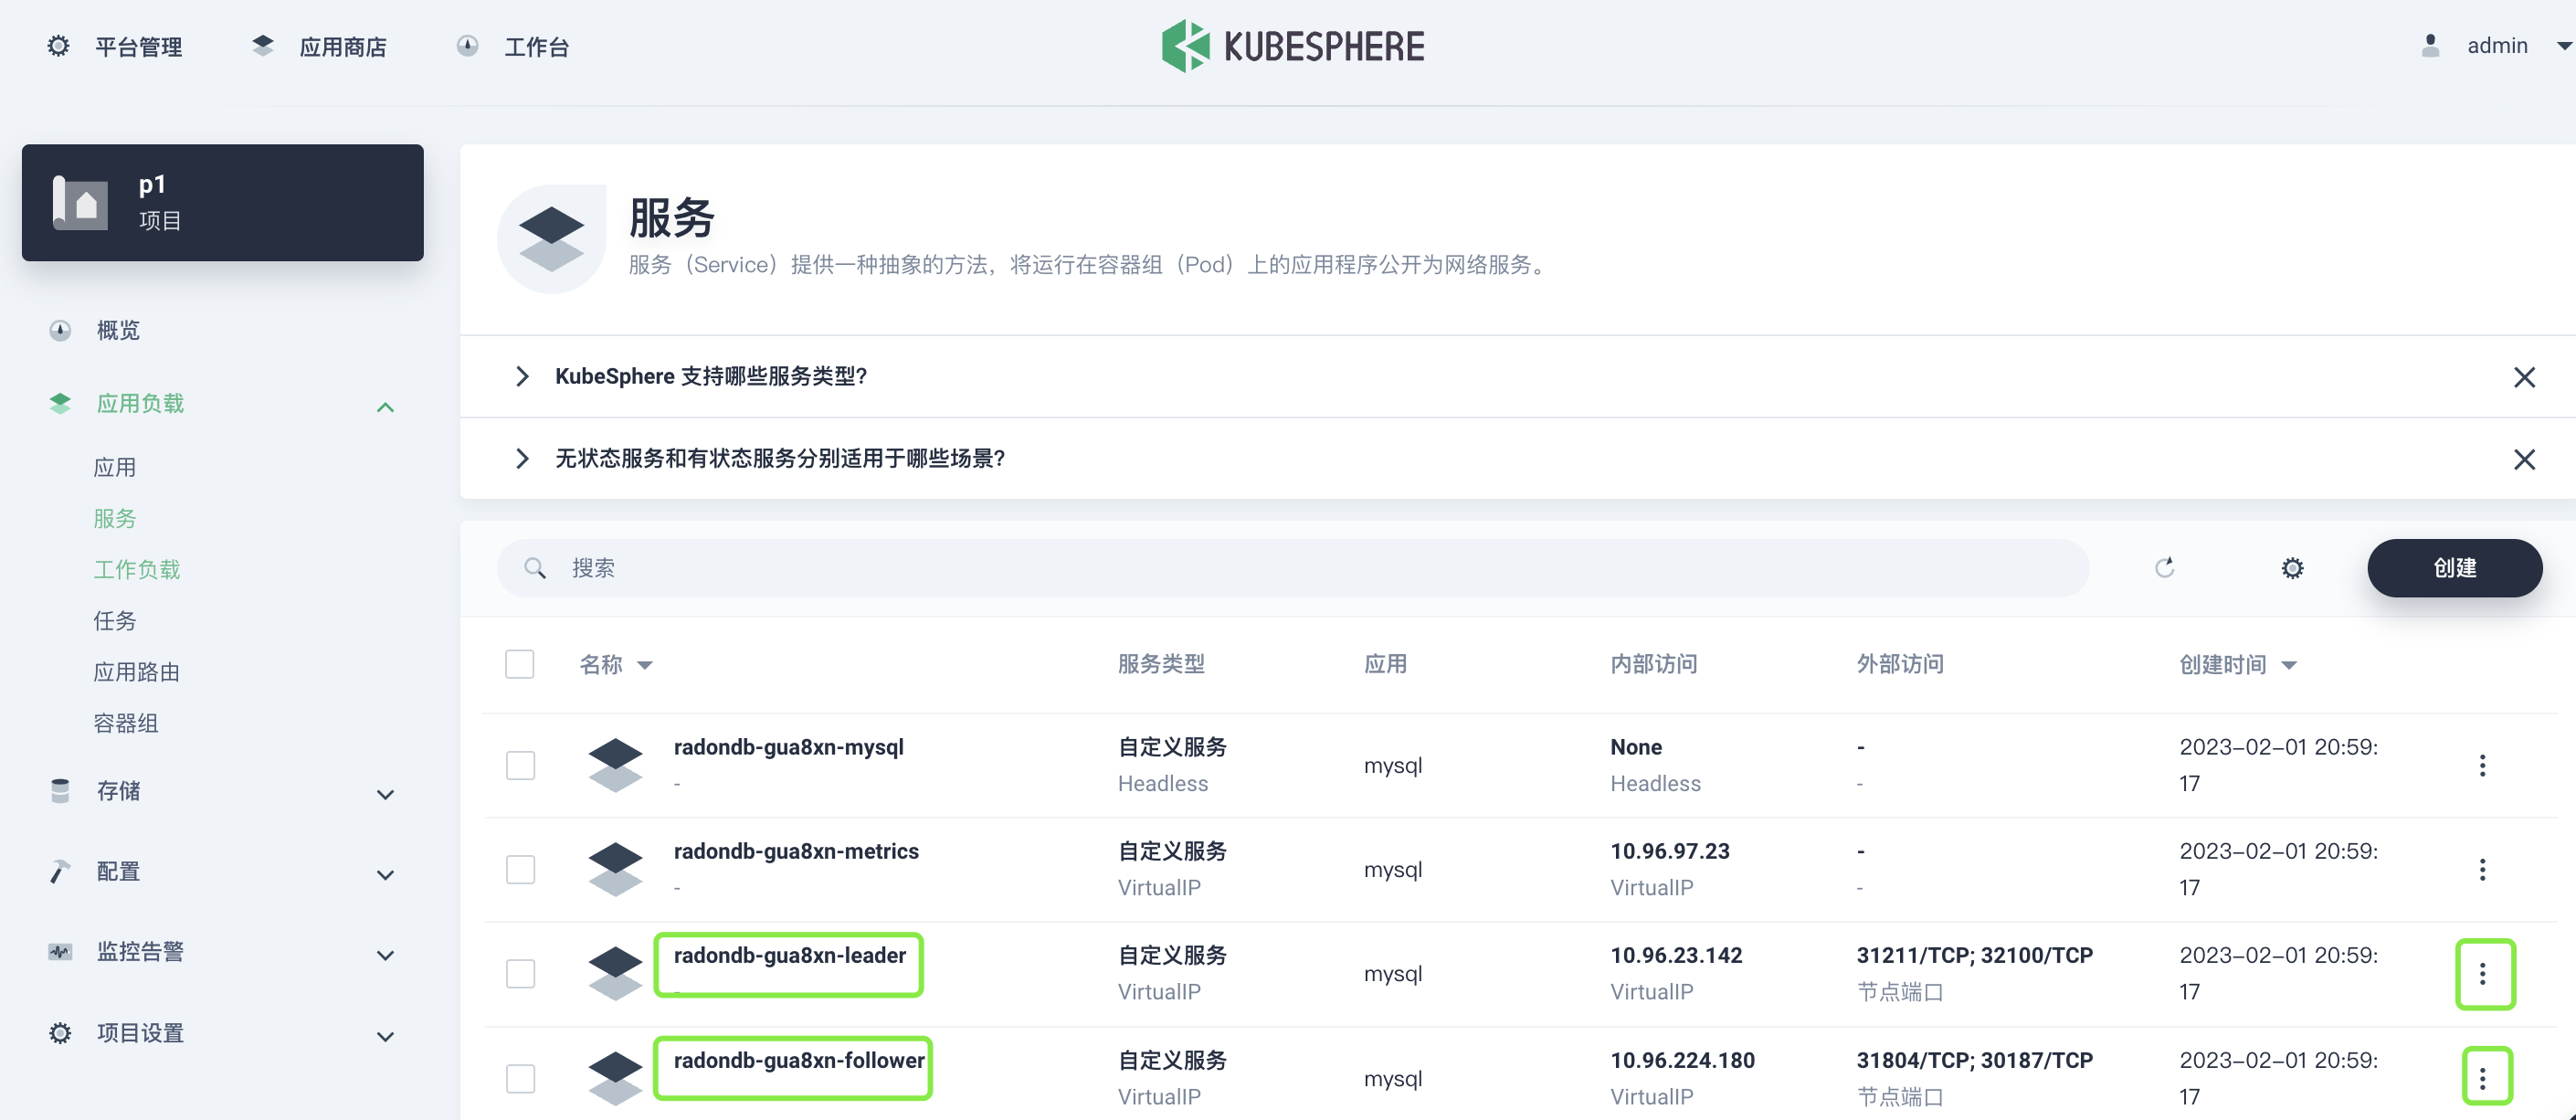 平台管理 应用商店 工作台 KUBESPHERE admin
p1
项目
概览
应用负载
应用
服务
工作负载
任务
应用路由
容器组
存储
配置
监控告警
项目设置
服务
服务（Service）提供一种抽象的方法，将运行在容器组（Pod）上的应用程序公开为网络服务。
KubeSphere 支持哪些服务类型?
无状态服务和有状态服务分别适用于哪些场景?
搜索 创建
名称 服务类型 应用 内部访问 外部访问 创建时间
radondb-gua8xn-mysql 自定义服务 mysql None - 2023-02-01 20:59:
- Headless Headless - 17
radondb-gua8xn-metrics 自定义服务 mysql 10.96.97.23 - 2023-02-01 20:59:
- VirtualIP VirtualIP - 17
radondb-gua8xn-leader 自定义服务 mysql 10.96.23.142 31211/TCP; 32100/TCP 2023-02-01 20:59:
- VirtualIP VirtualIP 节点端口 17
radondb-gua8xn-follower 自定义服务 mysql 10.96.224.180 31804/TCP; 30187/TCP 2023-02-01 20:59:
VirtualIP VirtualIP 节点端口 17